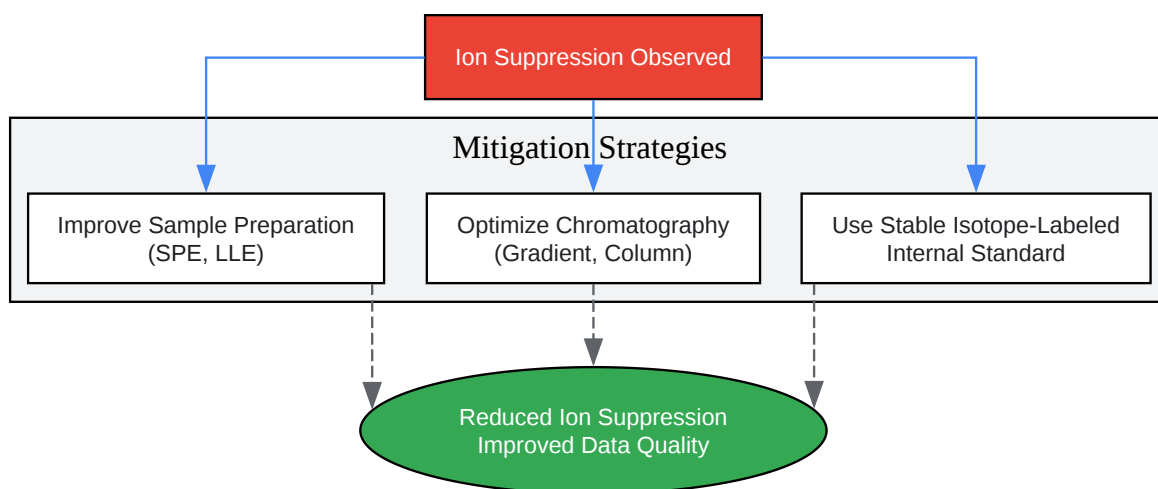 Ion Suppression Observed
Mitigation Strategies
Improve Sample Preparation
(SPE, LLE)
Optimize Chromatography
(Gradient, Column)
Use Stable Isotope-Labeled
Internal Standard
Reduced Ion Suppression
Improved Data Quality